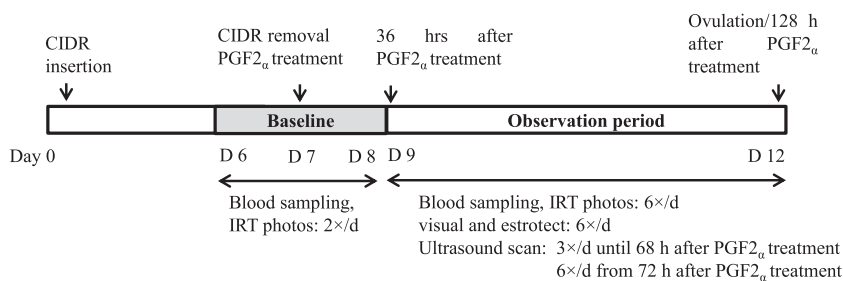 CIDR
insertion
CIDR removal
PGF2α treatment
36 hrs after
PGF2α treatment
Ovulation/128 h
after PGF2α
treatment
Baseline
Observation period
Day 0
D 6
D 7
D 8
D 9
D 12
Blood sampling,
IRT photos: 2×/d
Blood sampling, IRT photos: 6×/d
visual and estrotect: 6×/d
Ultrasound scan: 3×/d until 68 h after PGF2α treatment
6×/d from 72 h after PGF2α treatment